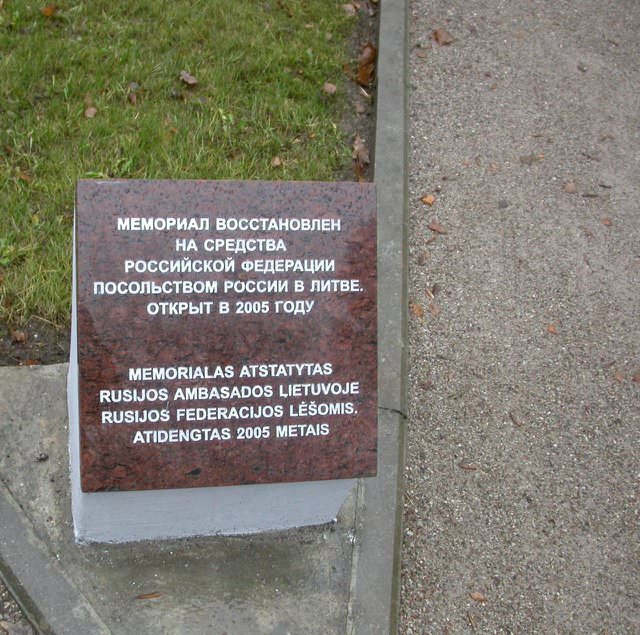 МЕМОРИАЛ ВОССТАНОВЛЕН
НА СРЕДСТВА
РОССИЙСКОЙ ФЕДЕРАЦИИ
ПОСОЛЬСТВОМ РОССИИ В ЛИТВЕ.
ОТКРЫТ В 2005 ГОДУ
MEMORIALAS ATSTATYTAS
RUSIJOS AMBASADOS LIETUVOJE
RUSIJOS FEDERACIJOS LĖŠOMIS.
ATIDENGTAS 2005 METAIS